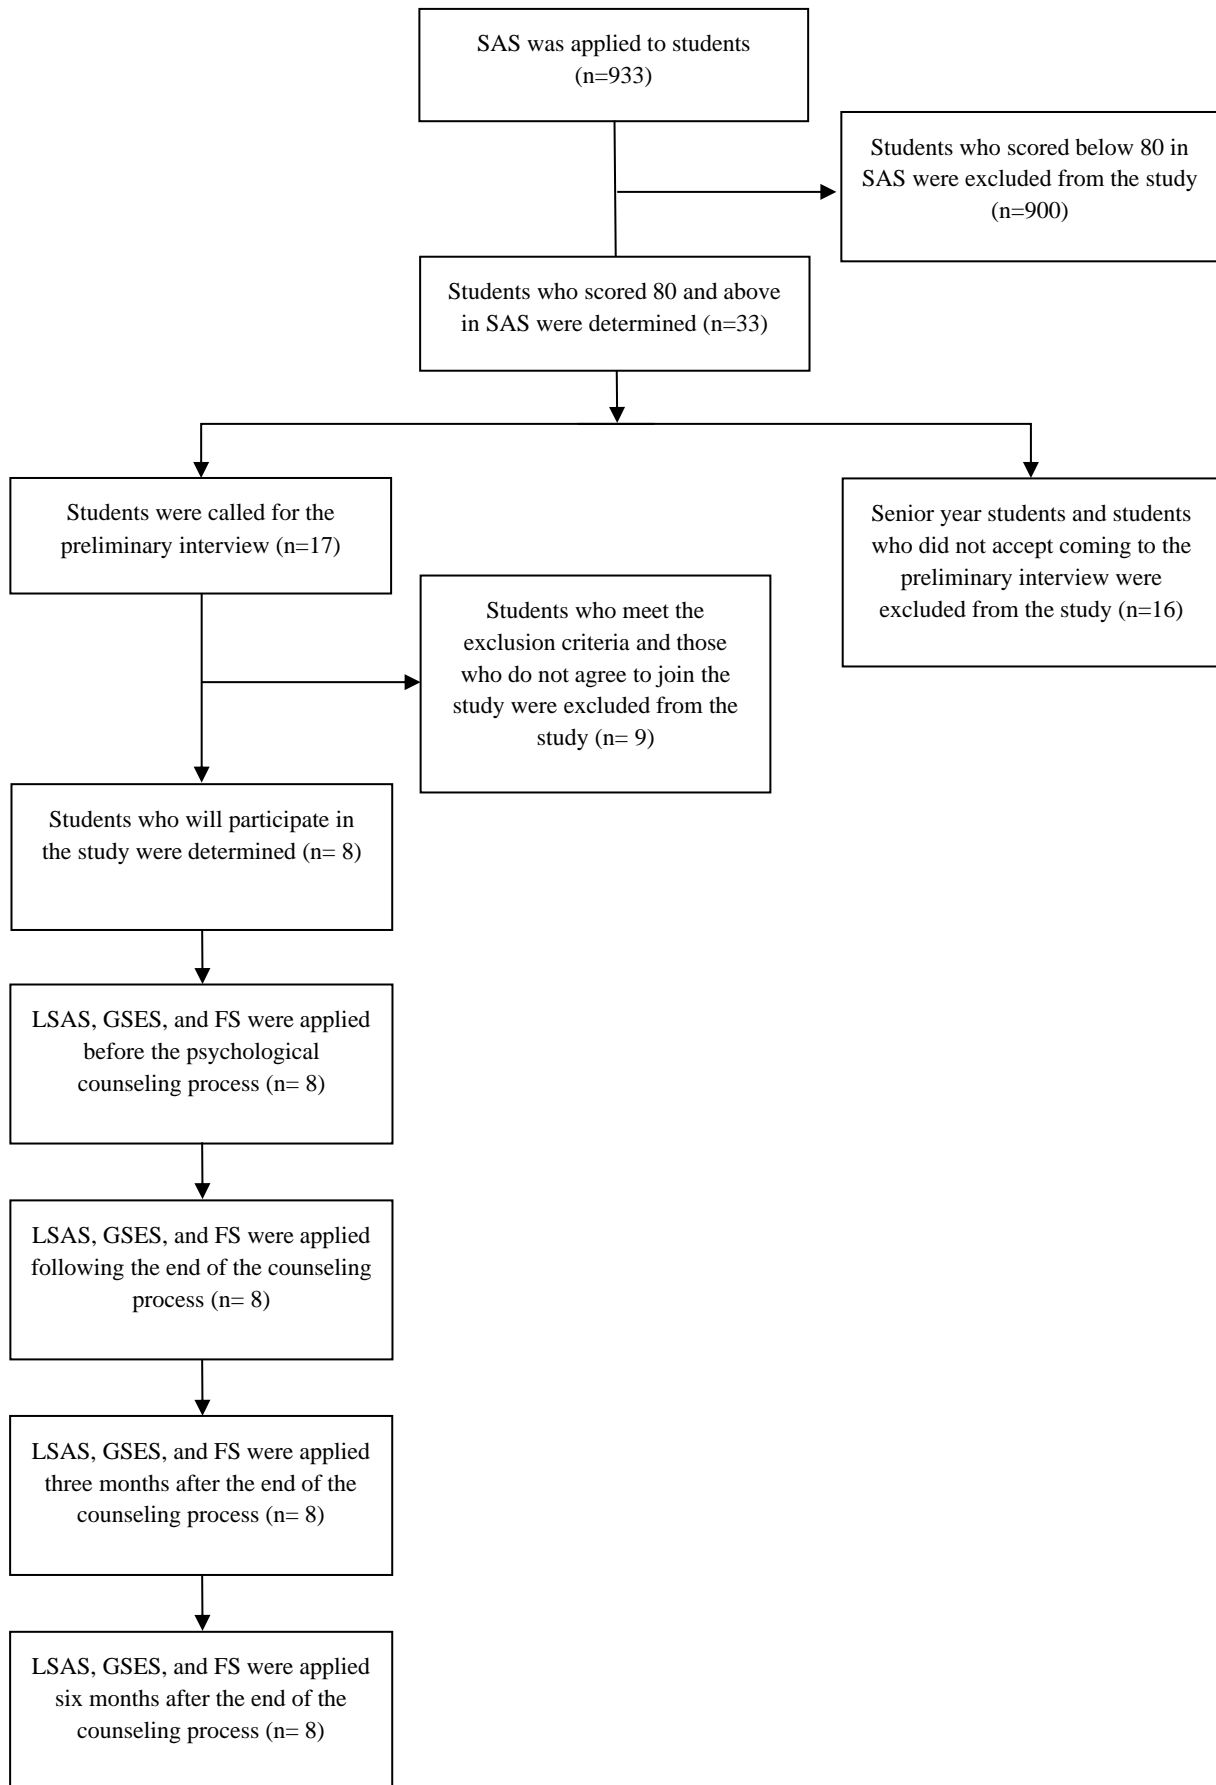 SAS was applied to students
(n=933)
Students who scored below 80 in
SAS were excluded from the study
(n=900)
Students who scored 80 and above
in SAS were determined (n=33)
Students were called for the
preliminary interview (n=17)
Senior year students and students
who did not accept coming to the
preliminary interview were
excluded from the study (n=16)
Students who meet the
exclusion criteria and those
who do not agree to join the
study were excluded from the
study (n= 9)
Students who will participate in
the study were determined (n= 8)
LSAS, GSES, and FS were applied
before the psychological
counseling process (n= 8)
LSAS, GSES, and FS were applied
following the end of the counseling
process (n= 8)
LSAS, GSES, and FS were applied
three months after the end of the
counseling process (n= 8)
LSAS, GSES, and FS were applied
six months after the end of the
counseling process (n= 8)